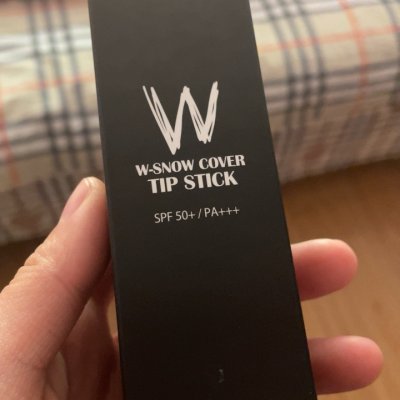 W
W-SNOW COVER
TIP STICK
SPF 50+ / PA+++